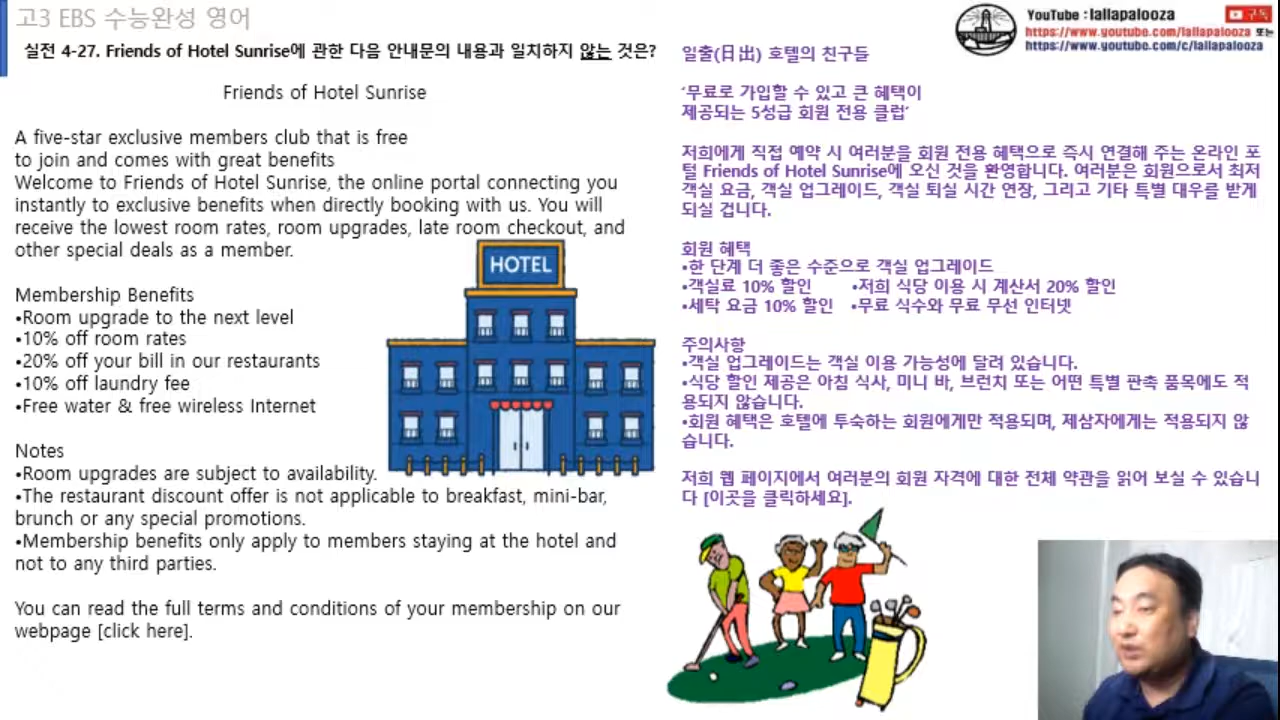 고3 EBS 수능완성 영어
실전 4-27. Friends of Hotel Sunrise에 관한 다음 안내문의 내용과 일치하지 않는 것은?
Friends of Hotel Sunrise
A five-star exclusive members club that is free
to join and comes with great benefits
Welcome to Friends of Hotel Sunrise, the online portal connecting you
instantly to exclusive benefits when directly booking with us. You will
receive the lowest room rates, room upgrades, late room checkout, and
other special deals as a member.
HOTEL
Membership Benefits
•Room upgrade to the next level
•10% off room rates
•20% off your bill in our restaurants
•10% off laundry fee
•Free water & free wireless Internet
Notes
•Room upgrades are subject to availability.
•The restaurant discount offer is not applicable to breakfast, mini-bar,
brunch or any special promotions.
•Membership benefits only apply to members staying at the hotel and
not to any third parties.
You can read the full terms and conditions of your membership on our
webpage [click here].
일출(日出) 호텔의 친구들
‘무료로 가입할 수 있고 큰 혜택이
제공되는 5성급 회원 전용 클럽’
저희에게 직접 예약 시 여러분을 회원 전용 혜택으로 즉시 연결해 주는 온라인 포
털 Friends of Hotel Sunrise에 오신 것을 환영합니다. 여러분은 회원으로서 최저
객실 요금, 객실 업그레이드, 객실 퇴실 시간 연장, 그리고 기타 특별 대우를 받게
되실 겁니다.
회원 혜택
•한 단계 더 좋은 수준으로 객실 업그레이드
•객실료 10% 할인 •저희 식당 이용 시 계산서 20% 할인
•세탁 요금 10% 할인 •무료 식수와 무료 무선 인터넷
주의사항
•객실 업그레이드는 객실 이용 가능성에 달려 있습니다.
•식당 할인 제공은 아침 식사, 미니 바, 브런치 또는 어떤 특별 판촉 품목에도 적
용되지 않습니다.
•회원 혜택은 호텔에 투숙하는 회원에게만 적용되며, 제삼자에게는 적용되지 않
습니다.
저희 웹 페이지에서 여러분의 회원 자격에 대한 전체 약관을 읽어 보실 수 있습니
다 [이곳을 클릭하세요].
YouTube : lallapalooza 구독
https://www.youtube.com/lallapalooza 또는
https://www.youtube.com/c/lallapalooza